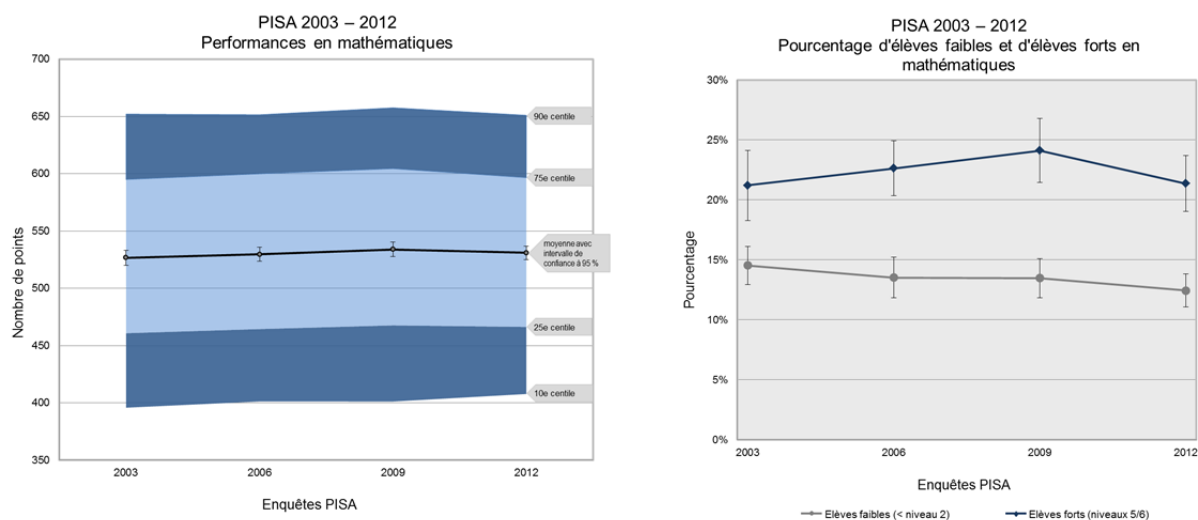 PISA 2003 – 2012
Performances en mathématiques
Nombre de points
700
650
600
550
500
450
400
350
90e centile
75e centile
moyenne avec
intervalle de
confiance à 95 %
25e centile
10e centile
2003
2006
2009
2012
Enquêtes PISA
PISA 2003 – 2012
Pourcentage d'élèves faibles et d'élèves forts en
mathématiques
Pourcentage
30%
25%
20%
15%
10%
5%
0%
2003
2006
2009
2012
Enquêtes PISA
Elèves faibles (< niveau 2)
Elèves forts (niveaux 5/6)